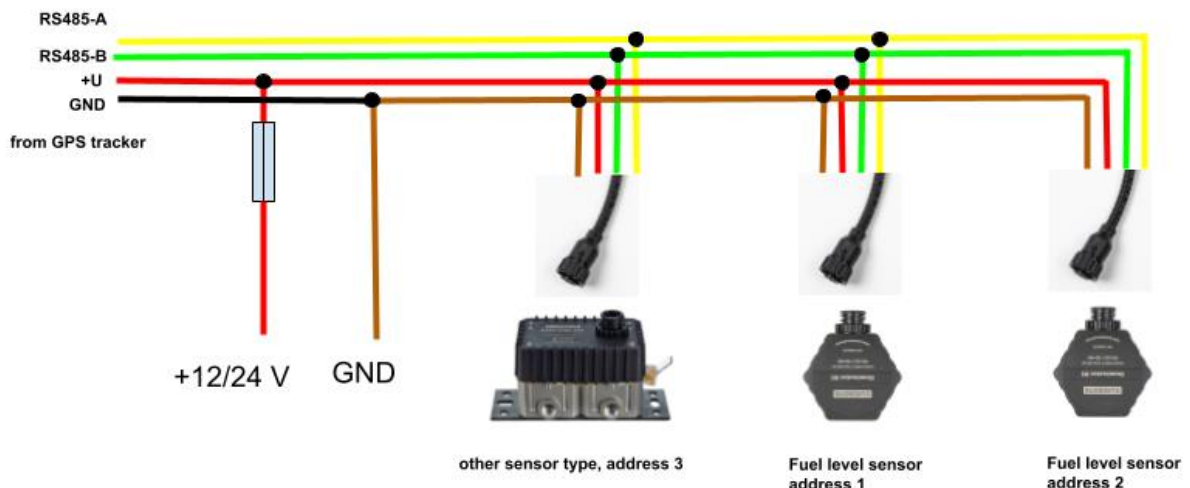 RS485-A
RS485-B
+U
GND
from GPS tracker
+12/24 V
GND
other sensor type, address 3
Fuel level sensor
address 1
Fuel level sensor
address 2